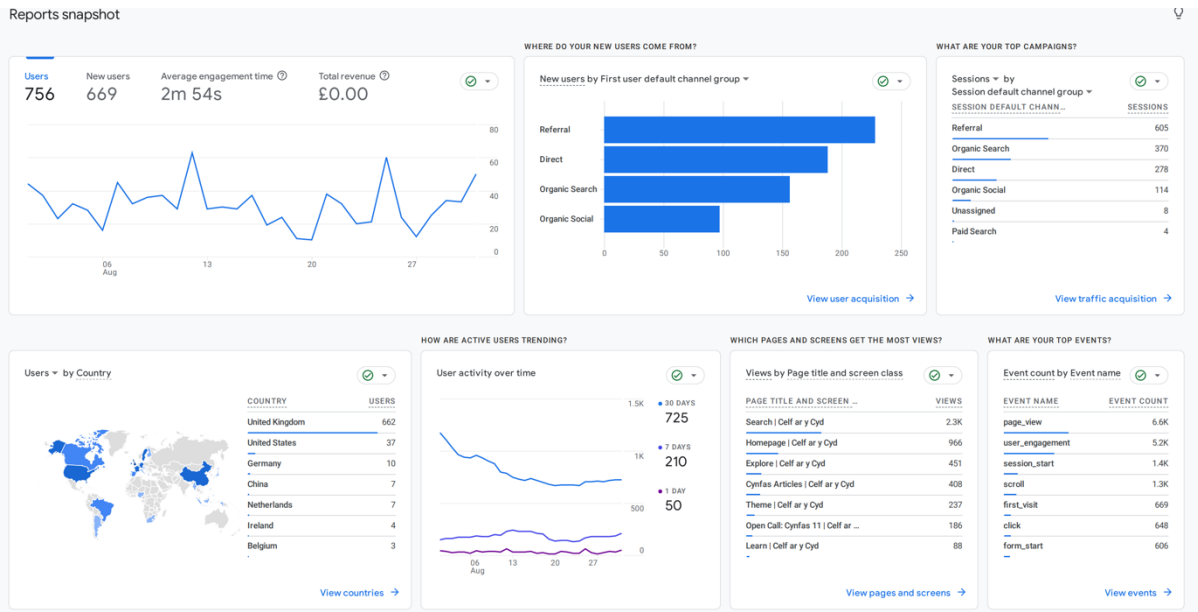 Reports snapshot
Users
756
New users
669
Average engagement time
2m 54s
Total revenue
£0.00
80
60
40
20
0
06
Aug
13
20
27
WHERE DO YOUR NEW USERS COME FROM?
New users by First user default channel group
Referral
Direct
Organic Search
Organic Social
0 50 100 150 200 250
View user acquisition
WHAT ARE YOUR TOP CAMPAIGNS?
Sessions by
Session default channel group
SESSION DEFAULT CHANN… SESSIONS
Referral 605
Organic Search 370
Direct 278
Organic Social 114
Unassigned 8
Paid Search 4
View traffic acquisition
Users by Country
COUNTRY USERS
United Kingdom 662
United States 37
Germany 10
China 7
Netherlands 7
Ireland 4
Belgium 3
View countries
HOW ARE ACTIVE USERS TRENDING?
User activity over time
1.5K
1K
500
0
06
Aug
13
20
27
30 DAYS
725
7 DAYS
210
1 DAY
50
WHICH PAGES AND SCREENS GET THE MOST VIEWS?
Views by Page title and screen class
PAGE TITLE AND SCREEN … VIEWS
Search | Celf ar y Cyd 2.3K
Homepage | Celf ar y Cyd 966
Explore | Celf ar y Cyd 451
Cynfas Articles | Celf ar y Cyd 408
Theme | Celf ar y Cyd 237
Open Call: Cynfas 11 | Celf ar … 186
Learn | Celf ar y Cyd 88
View pages and screens
WHAT ARE YOUR TOP EVENTS?
Event count by Event name
EVENT NAME EVENT COUNT
page_view 6.6K
user_engagement 5.2K
session_start 1.4K
scroll 1.3K
first_visit 669
click 648
form_start 606
View events